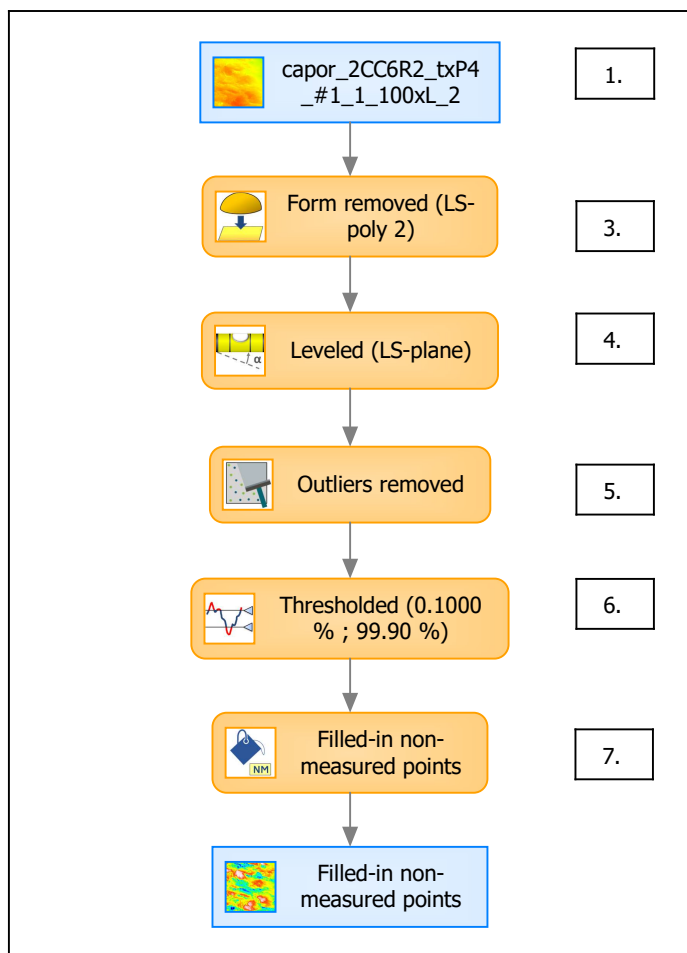 capor_2CC6R2_txP4
_#1_1_100xL_2
1.
Form removed (LS-
poly 2)
3.
α
Leveled (LS-plane)
4.
Outliers removed
5.
Thresholded (0.1000
% ; 99.90 %)
6.
NM
Filled-in non-
measured points
7.
Filled-in non-
measured points